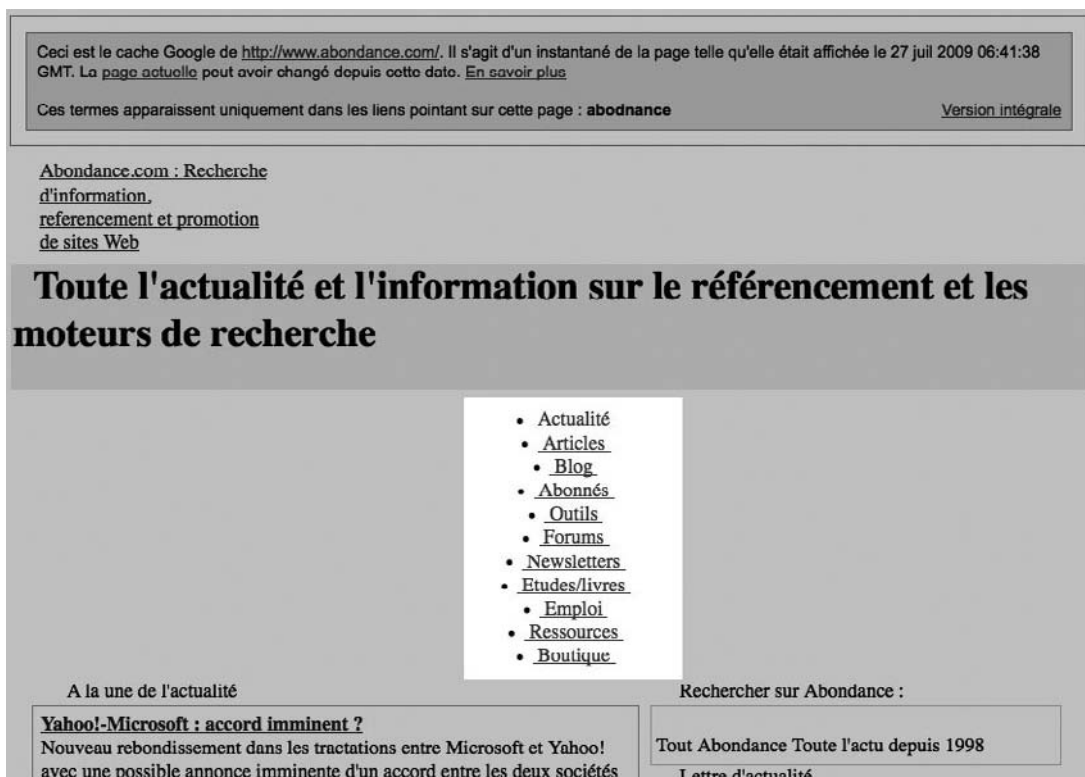 Ceci est le cache Google de http://www.abondance.com/. Il s'agit d'un instantané de la page telle qu'elle était affichée le 27 juil 2009 06:41:38
GMT. La page actuelle peut avoir changé depuis cette date. En savoir plus
Ces termes apparaissent uniquement dans les liens pointant sur cette page : abodnance
Version intégrale
Abondance.com : Recherche
d'information,
referencement et promotion
de sites Web
Toute l'actualité et l'information sur le référencement et les
moteurs de recherche
• Actualité
• Articles
• Blog
• Abonnés
• Outils
• Forums
• Newsletters
• Etudes/livres
• Emploi
• Ressources
• Boutique
A la une de l'actualité
Yahoo!-Microsoft : accord imminent ?
Nouveau rebondissement dans les tractations entre Microsoft et Yahoo!
avec une possible annonce imminente d'un accord entre les deux sociétés
Rechercher sur Abondance :
Tout Abondance Toute l'actu depuis 1998
Lettre d'actualité